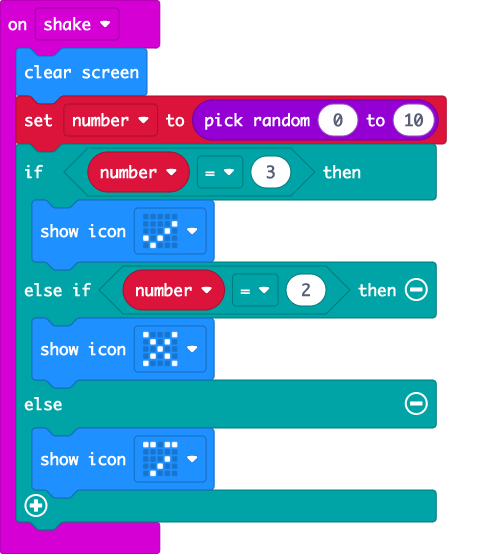 on shake
clear screen
set number to pick random 0 to 10
if number = 3 then
show icon
else if number = 2 then
show icon
else
show icon